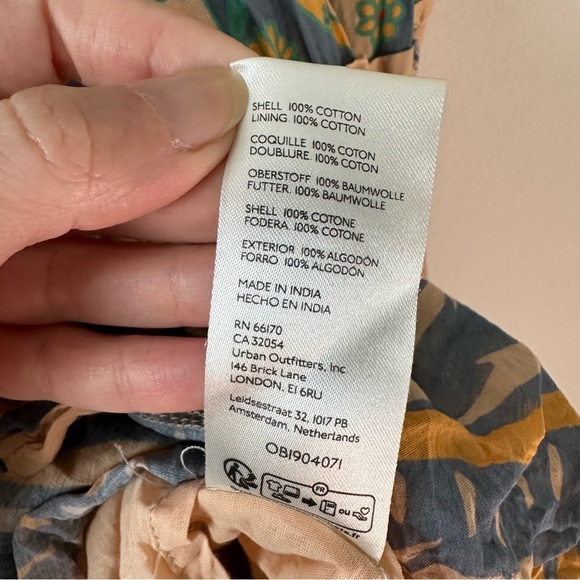 SHELL 100% COTTON
LINING. 100% COTTON
COQUILLE 100% COTON
DOUBLURE. 100% COTON
OBERSTOFF 100% BAUMWOLLE
FUTTER. 100% BAUMWOLLE
SHELL 100% COTONE
FODERA. 100% COTONE
EXTERIOR 100% ALGODÓN
FORRO 100% ALGODÓN
MADE IN INDIA
HECHO EN INDIA
RN 66170
CA 32054
Urban Outfitters, Inc
146 Brick Lane
LONDON, E1 6RU
Leidsestraat 32, 1017 PB
Amsterdam, Netherlands
OB1904071
FR
ou